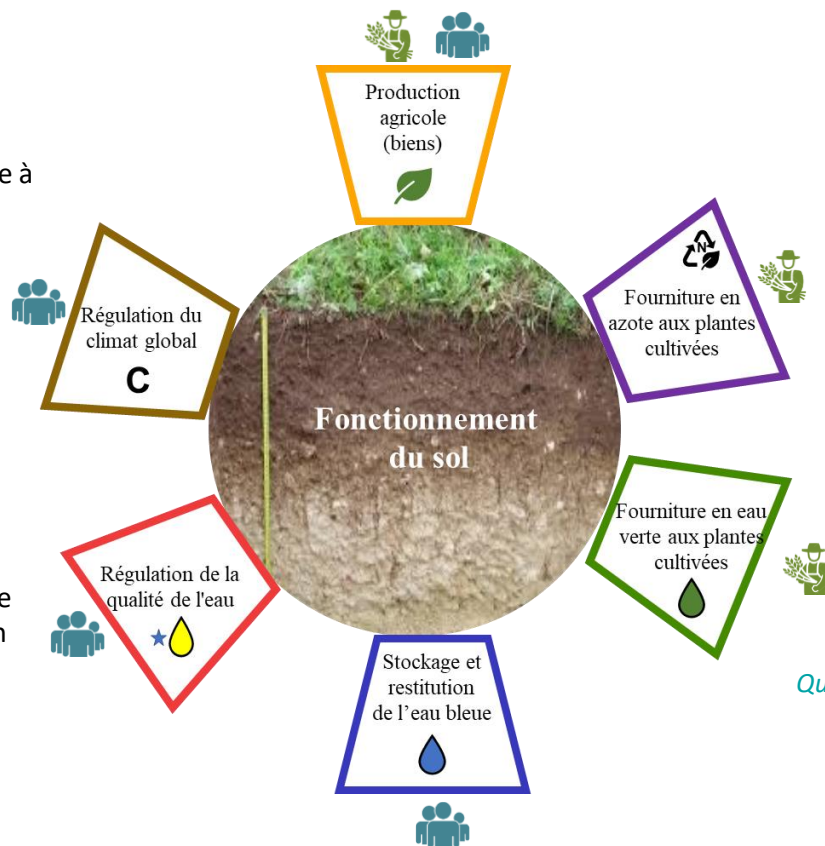 Production
agricole
(biens)
e à
Régulation du
climat global
C
N
Fourniture en
azote aux plantes
cultivées
Fonctionnement
du sol
Fourniture en eau
verte aux plantes
cultivées
Régulation de la
qualité de l'eau
e
n
Stockage et
restitution
de l’eau bleue
Qu